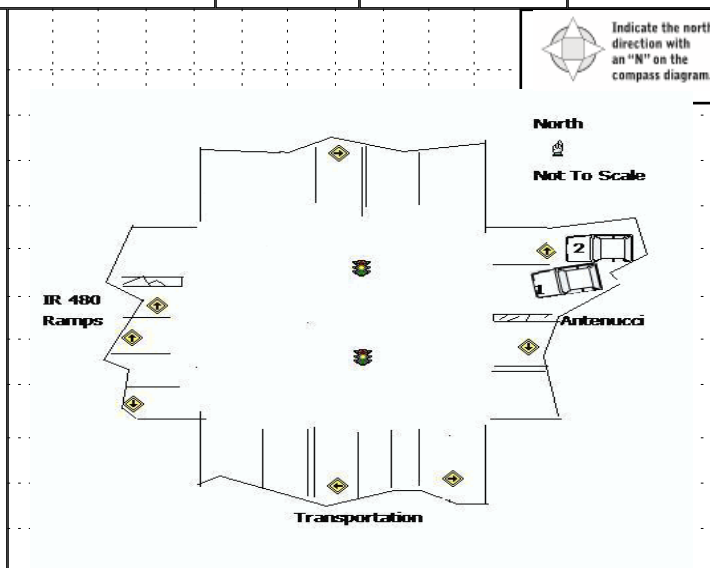 Indicate the north
direction with
an "N" on the
compass diagram.
North
Not To Scale
2
1
IR 480
Ramps
Antenucci
Transportation